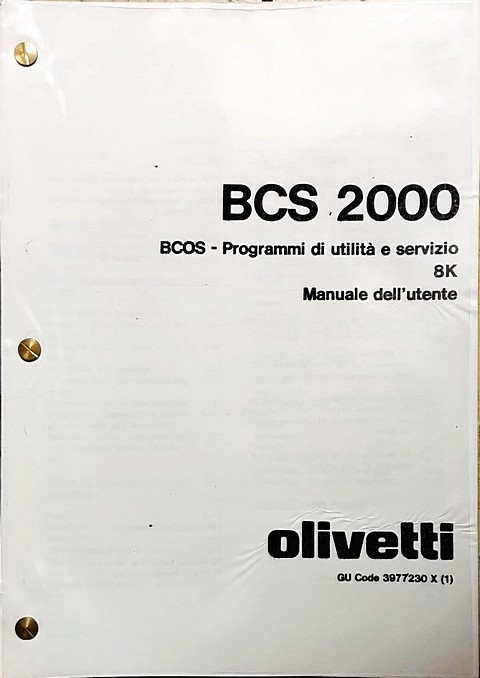 BCS 2000
BCOS - Programmi di utilità e servizio
8K
Manuale dell'utente
olivetti
GU Code 3977230 X (1)